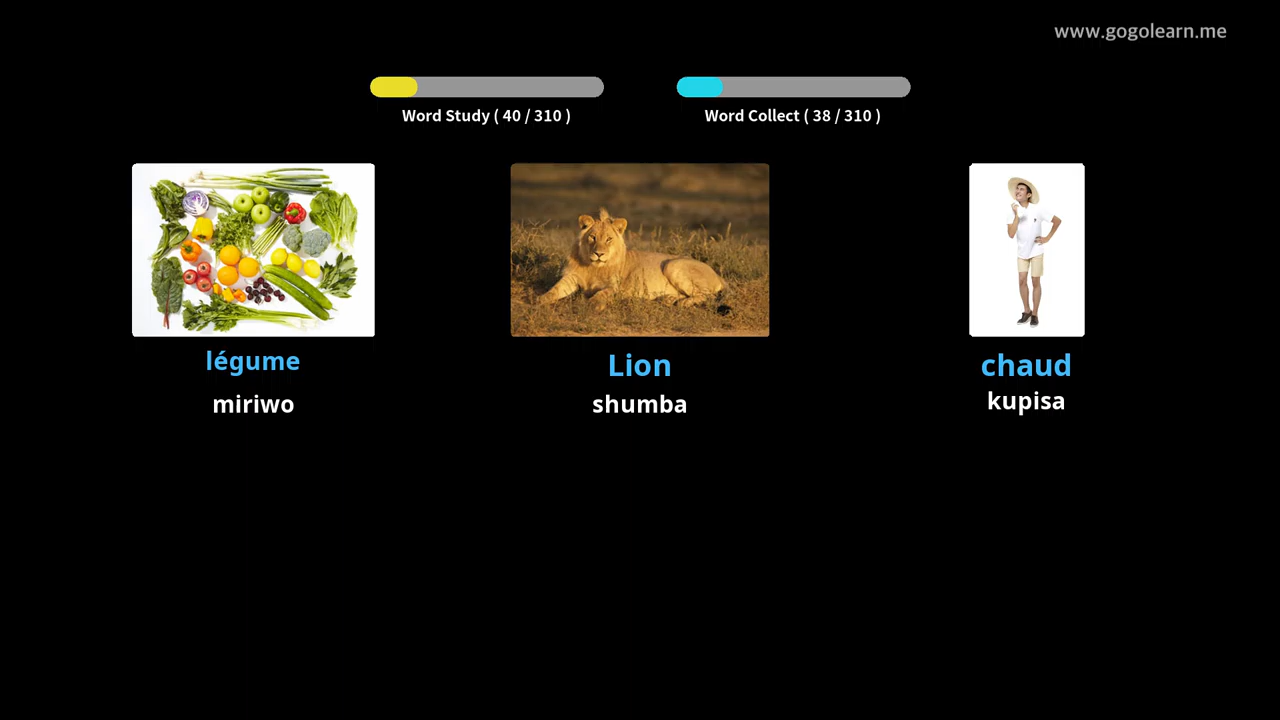 www.gogolearn.me
Word Study ( 40 / 310 )
Word Collect ( 38 / 310 )
légume
Lion
chaud
miriwo
shumba
kupisa